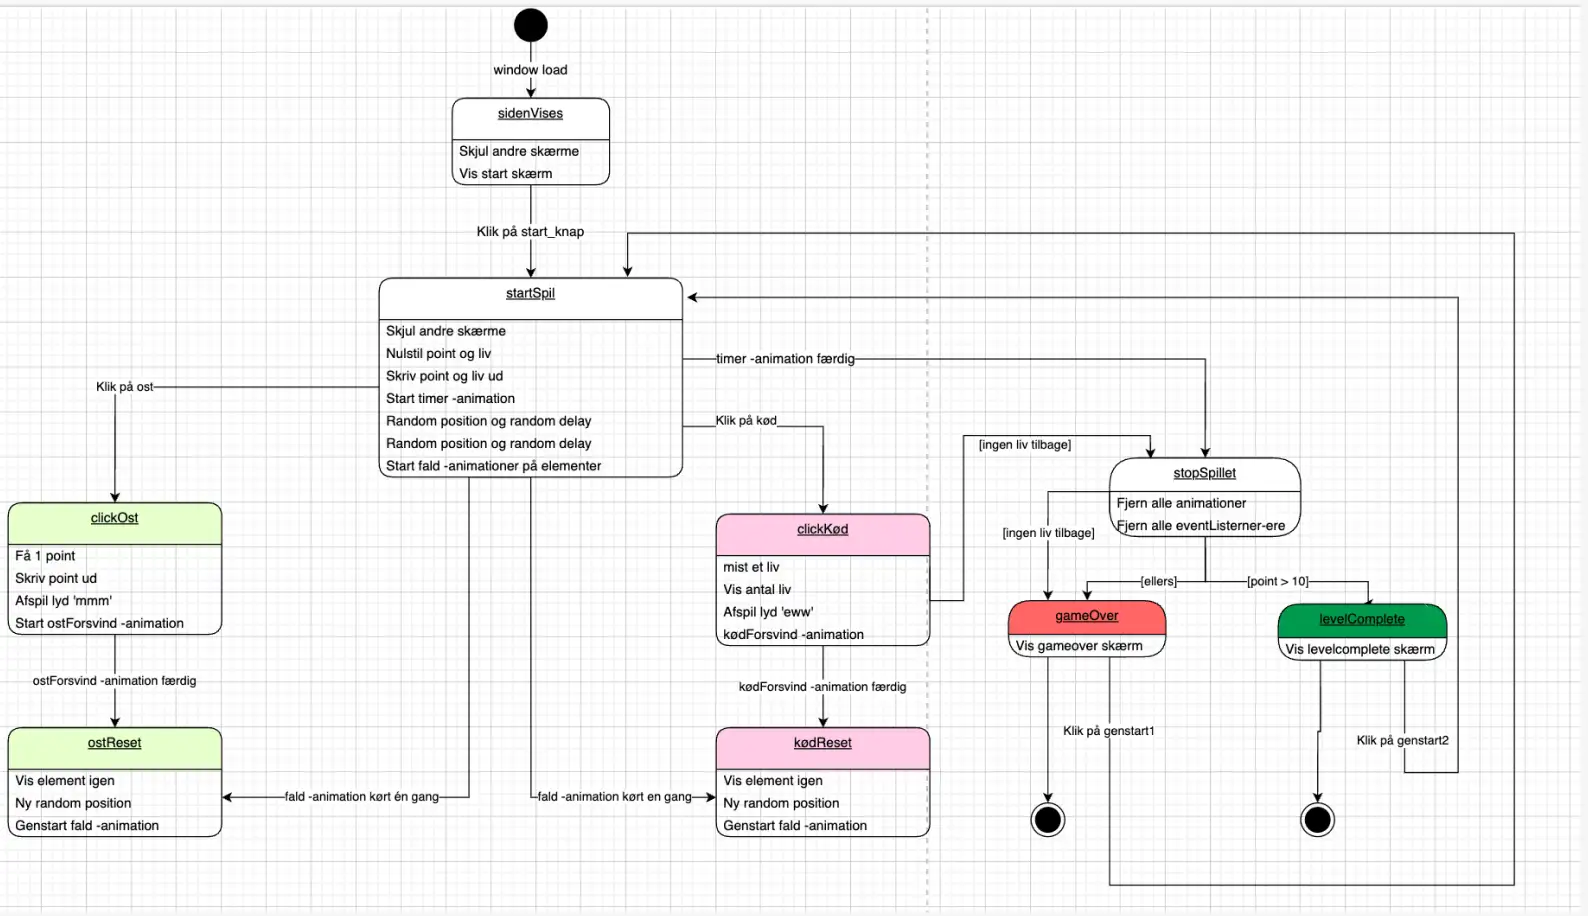 window load
sidenVises
Skjul andre skærme
Vis start skærm
Klik på start_knap
startSpil
Skjul andre skærme
Nulstil point og liv
Skriv point og liv ud
Start timer -animation
Random position og random delay
Random position og random delay
Start fald -animationer på elementer
timer -animation færdig
Klik på ost
Klik på kød
[ingen liv tilbage]
stopSpillet
Fjern alle animationer
Fjern alle eventListerner-ere
[ingen liv tilbage]
[ellers]
[point > 10]
clickOst
Få 1 point
Skriv point ud
Afspil lyd 'mmm'
Start ostForsvind -animation
clickKød
mist et liv
Vis antal liv
Afspil lyd 'eww'
kødForsvind -animation
gameOver
Vis gameover skærm
levelComplete
Vis levelcomplete skærm
ostForsvind -animation færdig
kødForsvind -animation færdig
Klik på genstart1
Klik på genstart2
ostReset
Vis element igen
Ny random position
Genstart fald -animation
fald -animation kørt én gang
fald -animation kørt en gang
kødReset
Vis element igen
Ny random position
Genstart fald -animation